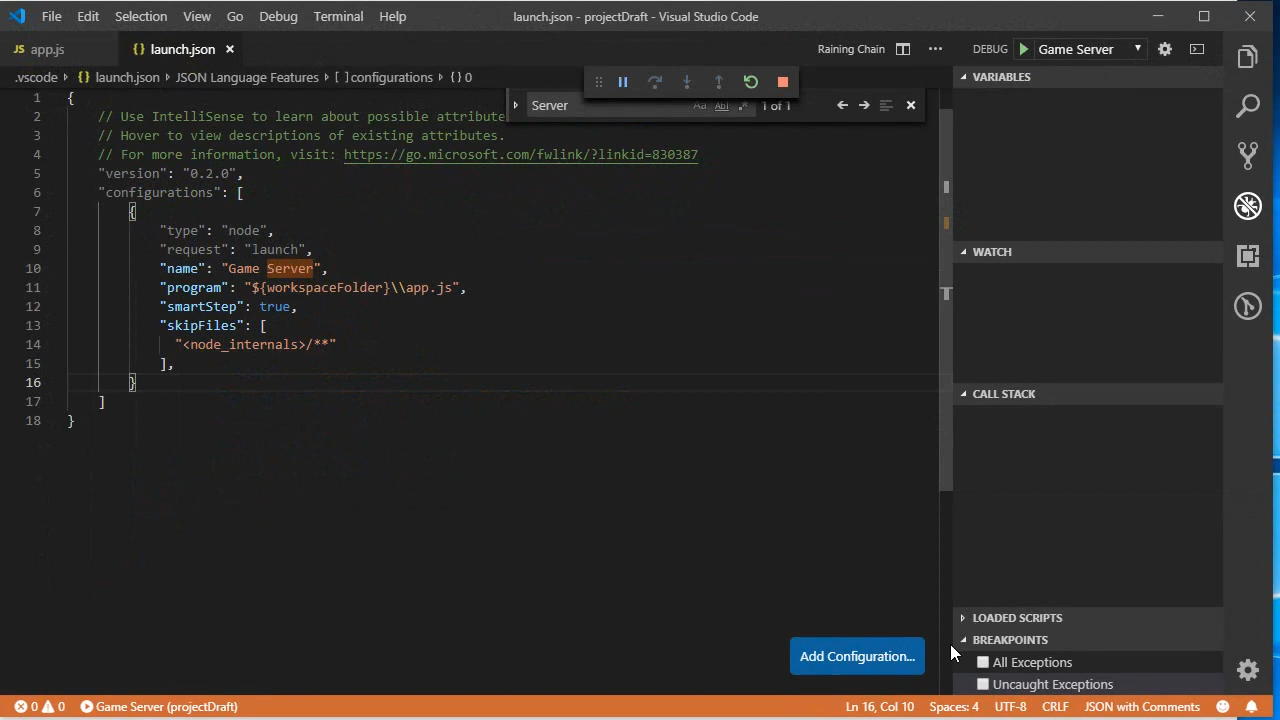 File Edit Selection View Go Debug Terminal Help launch.json - projectDraft - Visual Studio Code
JS app.js {} launch.json × Raining Chain ... DEBUG Game Server
.vscode {} launch.json JSON Language Features [ ] configurations {} 0
VARIABLES
Server Aa Abl .* 1 of 1
1 {
2 // Use IntelliSense to learn about possible attribute
3 // Hover to view descriptions of existing attributes.
4 // For more information, visit: https://go.microsoft.com/fwlink/?linkid=830387
5 "version": "0.2.0",
6 "configurations": [
7 {
8 "type": "node",
9 "request": "launch",
10 "name": "Game Server",
11 "program": "${workspaceFolder}\\app.js",
12 "smartStep": true,
13 "skipFiles": [
14 "<node_internals>/**"
15 ],
16 }
17 ]
18 }
WATCH
CALL STACK
LOADED SCRIPTS
BREAKPOINTS
All Exceptions
Uncaught Exceptions
Add Configuration...
0 0 Game Server (projectDraft) Ln 16, Col 10 Spaces: 4 UTF-8 CRLF JSON with Comments